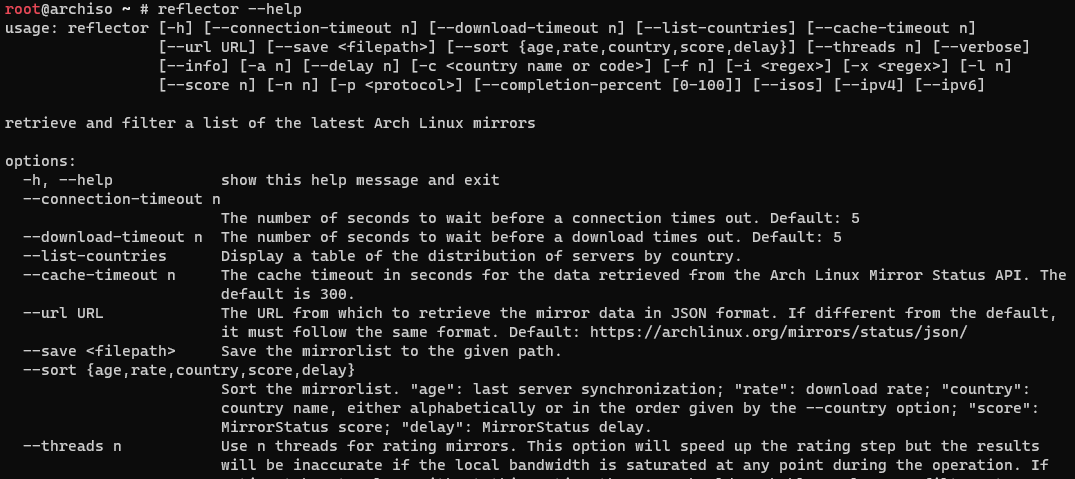 root@archiso ~ # reflector --help
usage: reflector [-h] [--connection-timeout n] [--download-timeout n] [--list-countries] [--cache-timeout n]
                 [--url URL] [--save <filepath>] [--sort {age,rate,country,score,delay}] [--threads n] [--verbose]
                 [--info] [-a n] [--delay n] [-c <country name or code>] [-f n] [-i <regex>] [-x <regex>] [-l n]
                 [--score n] [-n n] [-p <protocol>] [--completion-percent [0-100]] [--isos] [--ipv4] [--ipv6]

retrieve and filter a list of the latest Arch Linux mirrors

options:
  -h, --help            show this help message and exit
  --connection-timeout n
                        The number of seconds to wait before a connection times out. Default: 5
  --download-timeout n  The number of seconds to wait before a download times out. Default: 5
  --list-countries      Display a table of the distribution of servers by country.
  --cache-timeout n     The cache timeout in seconds for the data retrieved from the Arch Linux Mirror Status API. The
                        default is 300.
  --url URL             The URL from which to retrieve the mirror data in JSON format. If different from the default,
                        it must follow the same format. Default: https://archlinux.org/mirrors/status/json/
  --save <filepath>     Save the mirrorlist to the given path.
  --sort {age,rate,country,score,delay}
                        Sort the mirrorlist. "age": last server synchronization; "rate": download rate; "country":
                        country name, either alphabetically or in the order given by the --country option; "score":
                        MirrorStatus score; "delay": MirrorStatus delay.
  --threads n           Use n threads for rating mirrors. This option will speed up the rating step but the results
                        will be inaccurate if the local bandwidth is saturated at any point during the operation. If